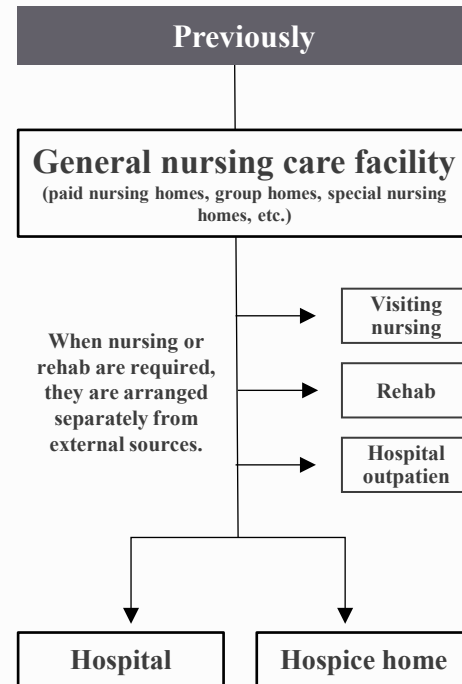 Previously
General nursing care facility
(paid nursing homes, group homes, special nursing
homes, etc.)
When nursing or
rehab are required,
they are arranged
separately from
external sources.
Visiting
nursing
Rehab
Hospital
outpatien
Hospital
Hospice home